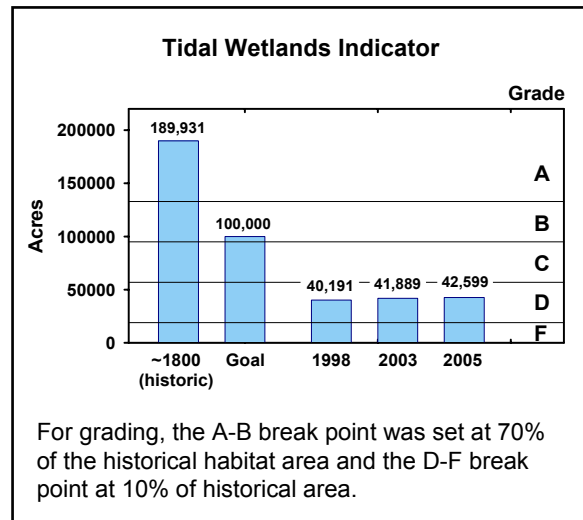 Tidal Wetlands Indicator
Grade
200000
150000
100000
50000
0
Acres
189,931
100,000
40,191
41,889
42,599
A
B
C
D
F
~1800
(historic)
Goal
1998
2003
2005
For grading, the A-B break point was set at 70%
of the historical habitat area and the D-F break
point at 10% of historical area.